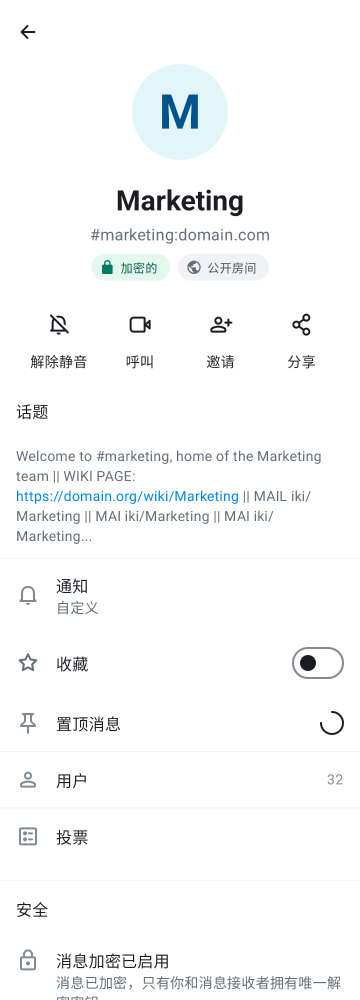 M
Marketing
#marketing:domain.com
加密的 公开房间
解除静音 呼叫 邀请 分享
话题
Welcome to #marketing, home of the Marketing
team || WIKI PAGE:
https://domain.org/wiki/Marketing || MAIL iki/
Marketing || MAI iki/Marketing || MAI iki/
Marketing...
通知
自定义
收藏
置顶消息
用户 32
投票
安全
消息加密已启用
消息已加密，只有你和消息接收者拥有唯一解